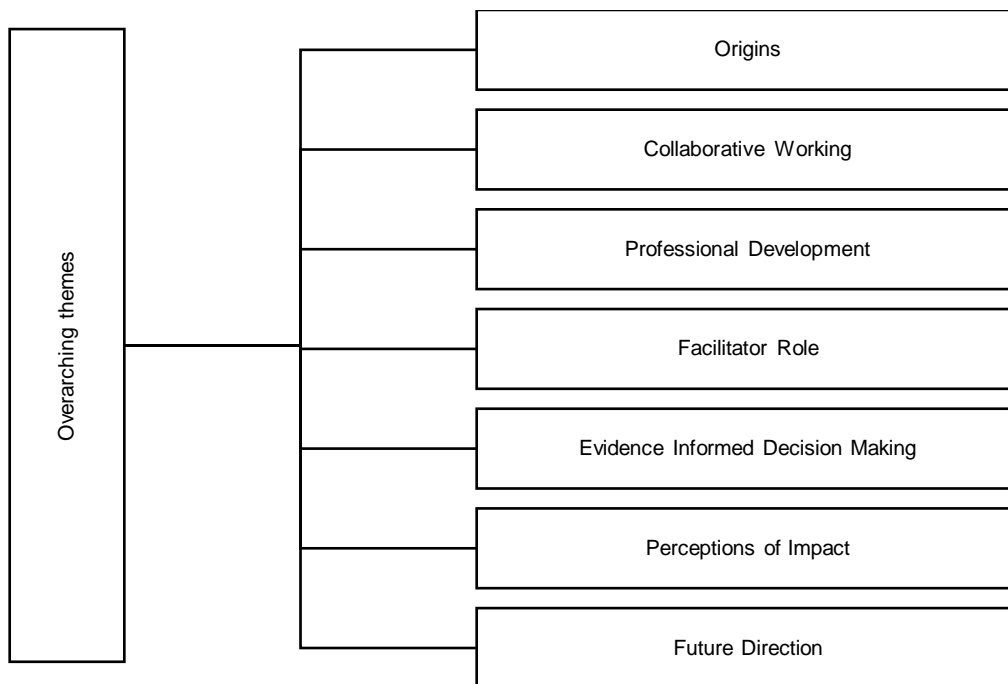 Overarching themes
Origins
Collaborative Working
Professional Development
Facilitator Role
Evidence Informed Decision Making
Perceptions of Impact
Future Direction